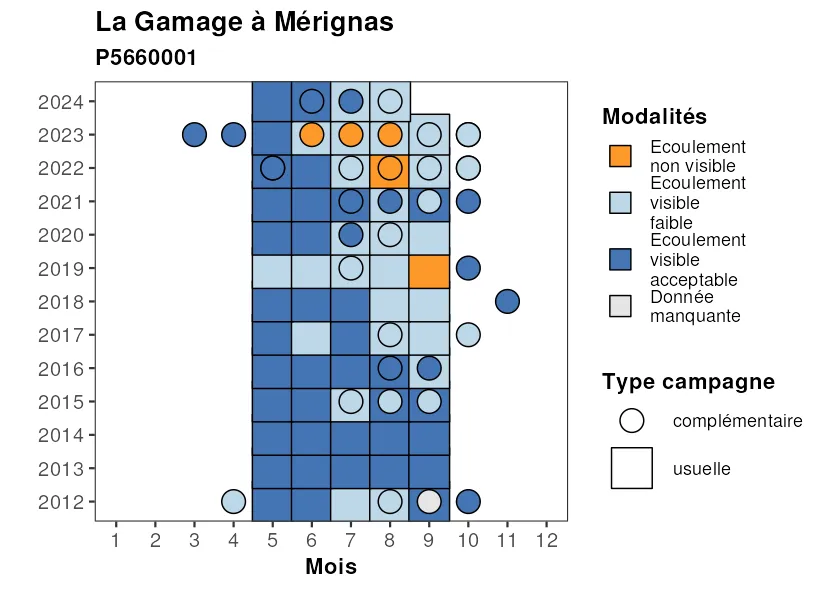 La Gamage à Mérignas
P5660001
2024
2023
2022
2021
2020
2019
2018
2017
2016
2015
2014
2013
2012
1 2 3 4 5 6 7 8 9 10 11 12
Mois
Modalités
Ecoulement
non visible
Ecoulement
visible
faible
Ecoulement
visible
acceptable
Donnée
manquante
Type campagne
complémentaire
usuelle